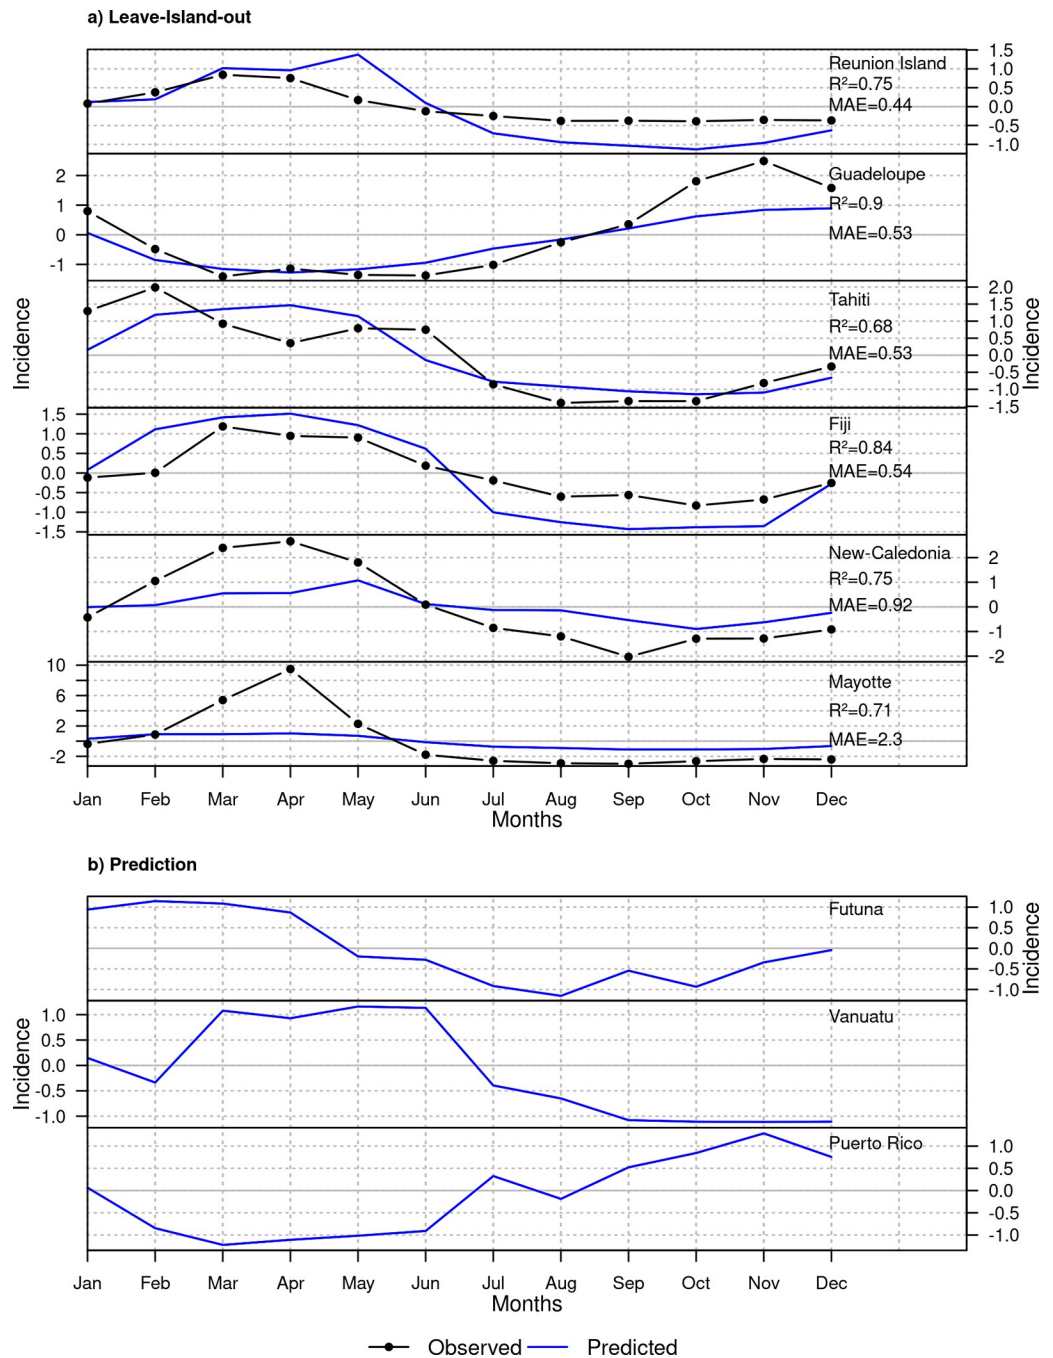 a) Leave-Island-out
Reunion Island
R²=0.75
MAE=0.44
1.5
1.0
0.5
0.0
-0.5
-1.0
Guadeloupe
R²=0.9
MAE=0.53
2
1
0
-1
Tahiti
R²=0.68
MAE=0.53
2.0
1.5
1.0
0.5
0.0
-0.5
-1.0
-1.5
Incidence
Incidence
Fiji
R²=0.84
MAE=0.54
1.5
1.0
0.5
0.0
-0.5
-1.0
-1.5
New-Caledonia
R²=0.75
MAE=0.92
2
1
0
-1
-2
Mayotte
R²=0.71
MAE=2.3
10
6
2
-2
Jan Feb Mar Apr May Jun Jul Aug Sep Oct Nov Dec
Months
b) Prediction
Futuna
1.0
0.5
0.0
-0.5
-1.0
Incidence
Vanuatu
1.0
0.5
0.0
-0.5
-1.0
Incidence
Puerto Rico
1.0
0.5
0.0
-0.5
-1.0
Jan Feb Mar Apr May Jun Jul Aug Sep Oct Nov Dec
Months
Observed Predicted